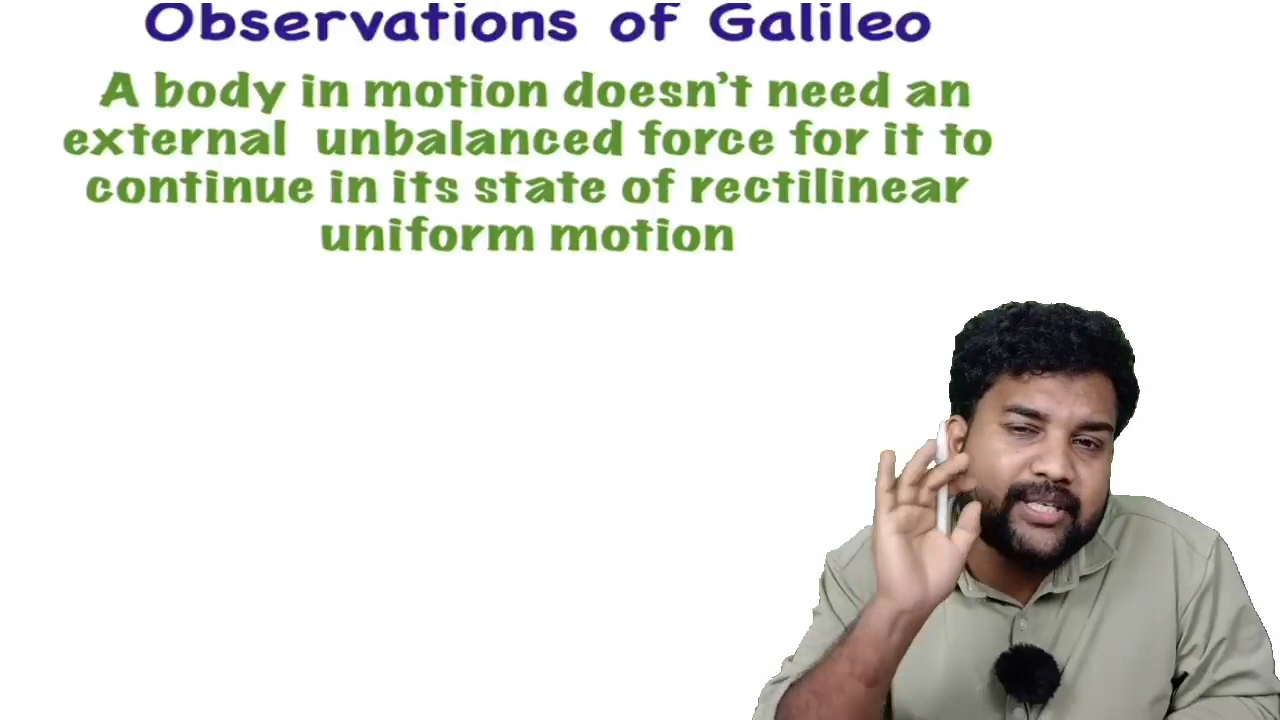 Observations of Galileo
A body in motion doesn't need an
external unbalanced force for it to
continue in its state of rectilinear
uniform motion